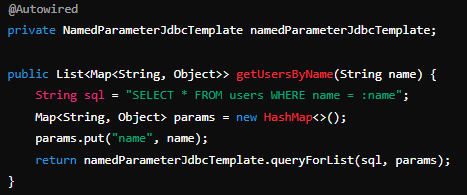 @Autowired
private NamedParameterJdbcTemplate namedParameterJdbcTemplate;
public List<Map<String, Object>> getUsersByName(String name) {
String sql = "SELECT * FROM users WHERE name = :name";
Map<String, Object> params = new HashMap<>();
params.put("name", name);
return namedParameterJdbcTemplate.queryForList(sql, params);
}